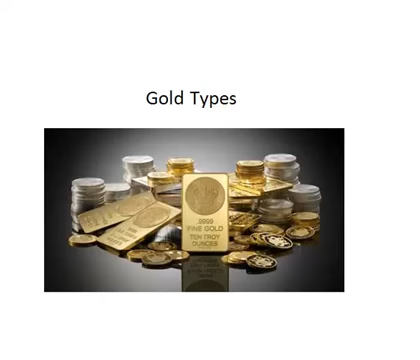 Gold Types
.9999
FINE GOLD
TEN TROY
OUNCES